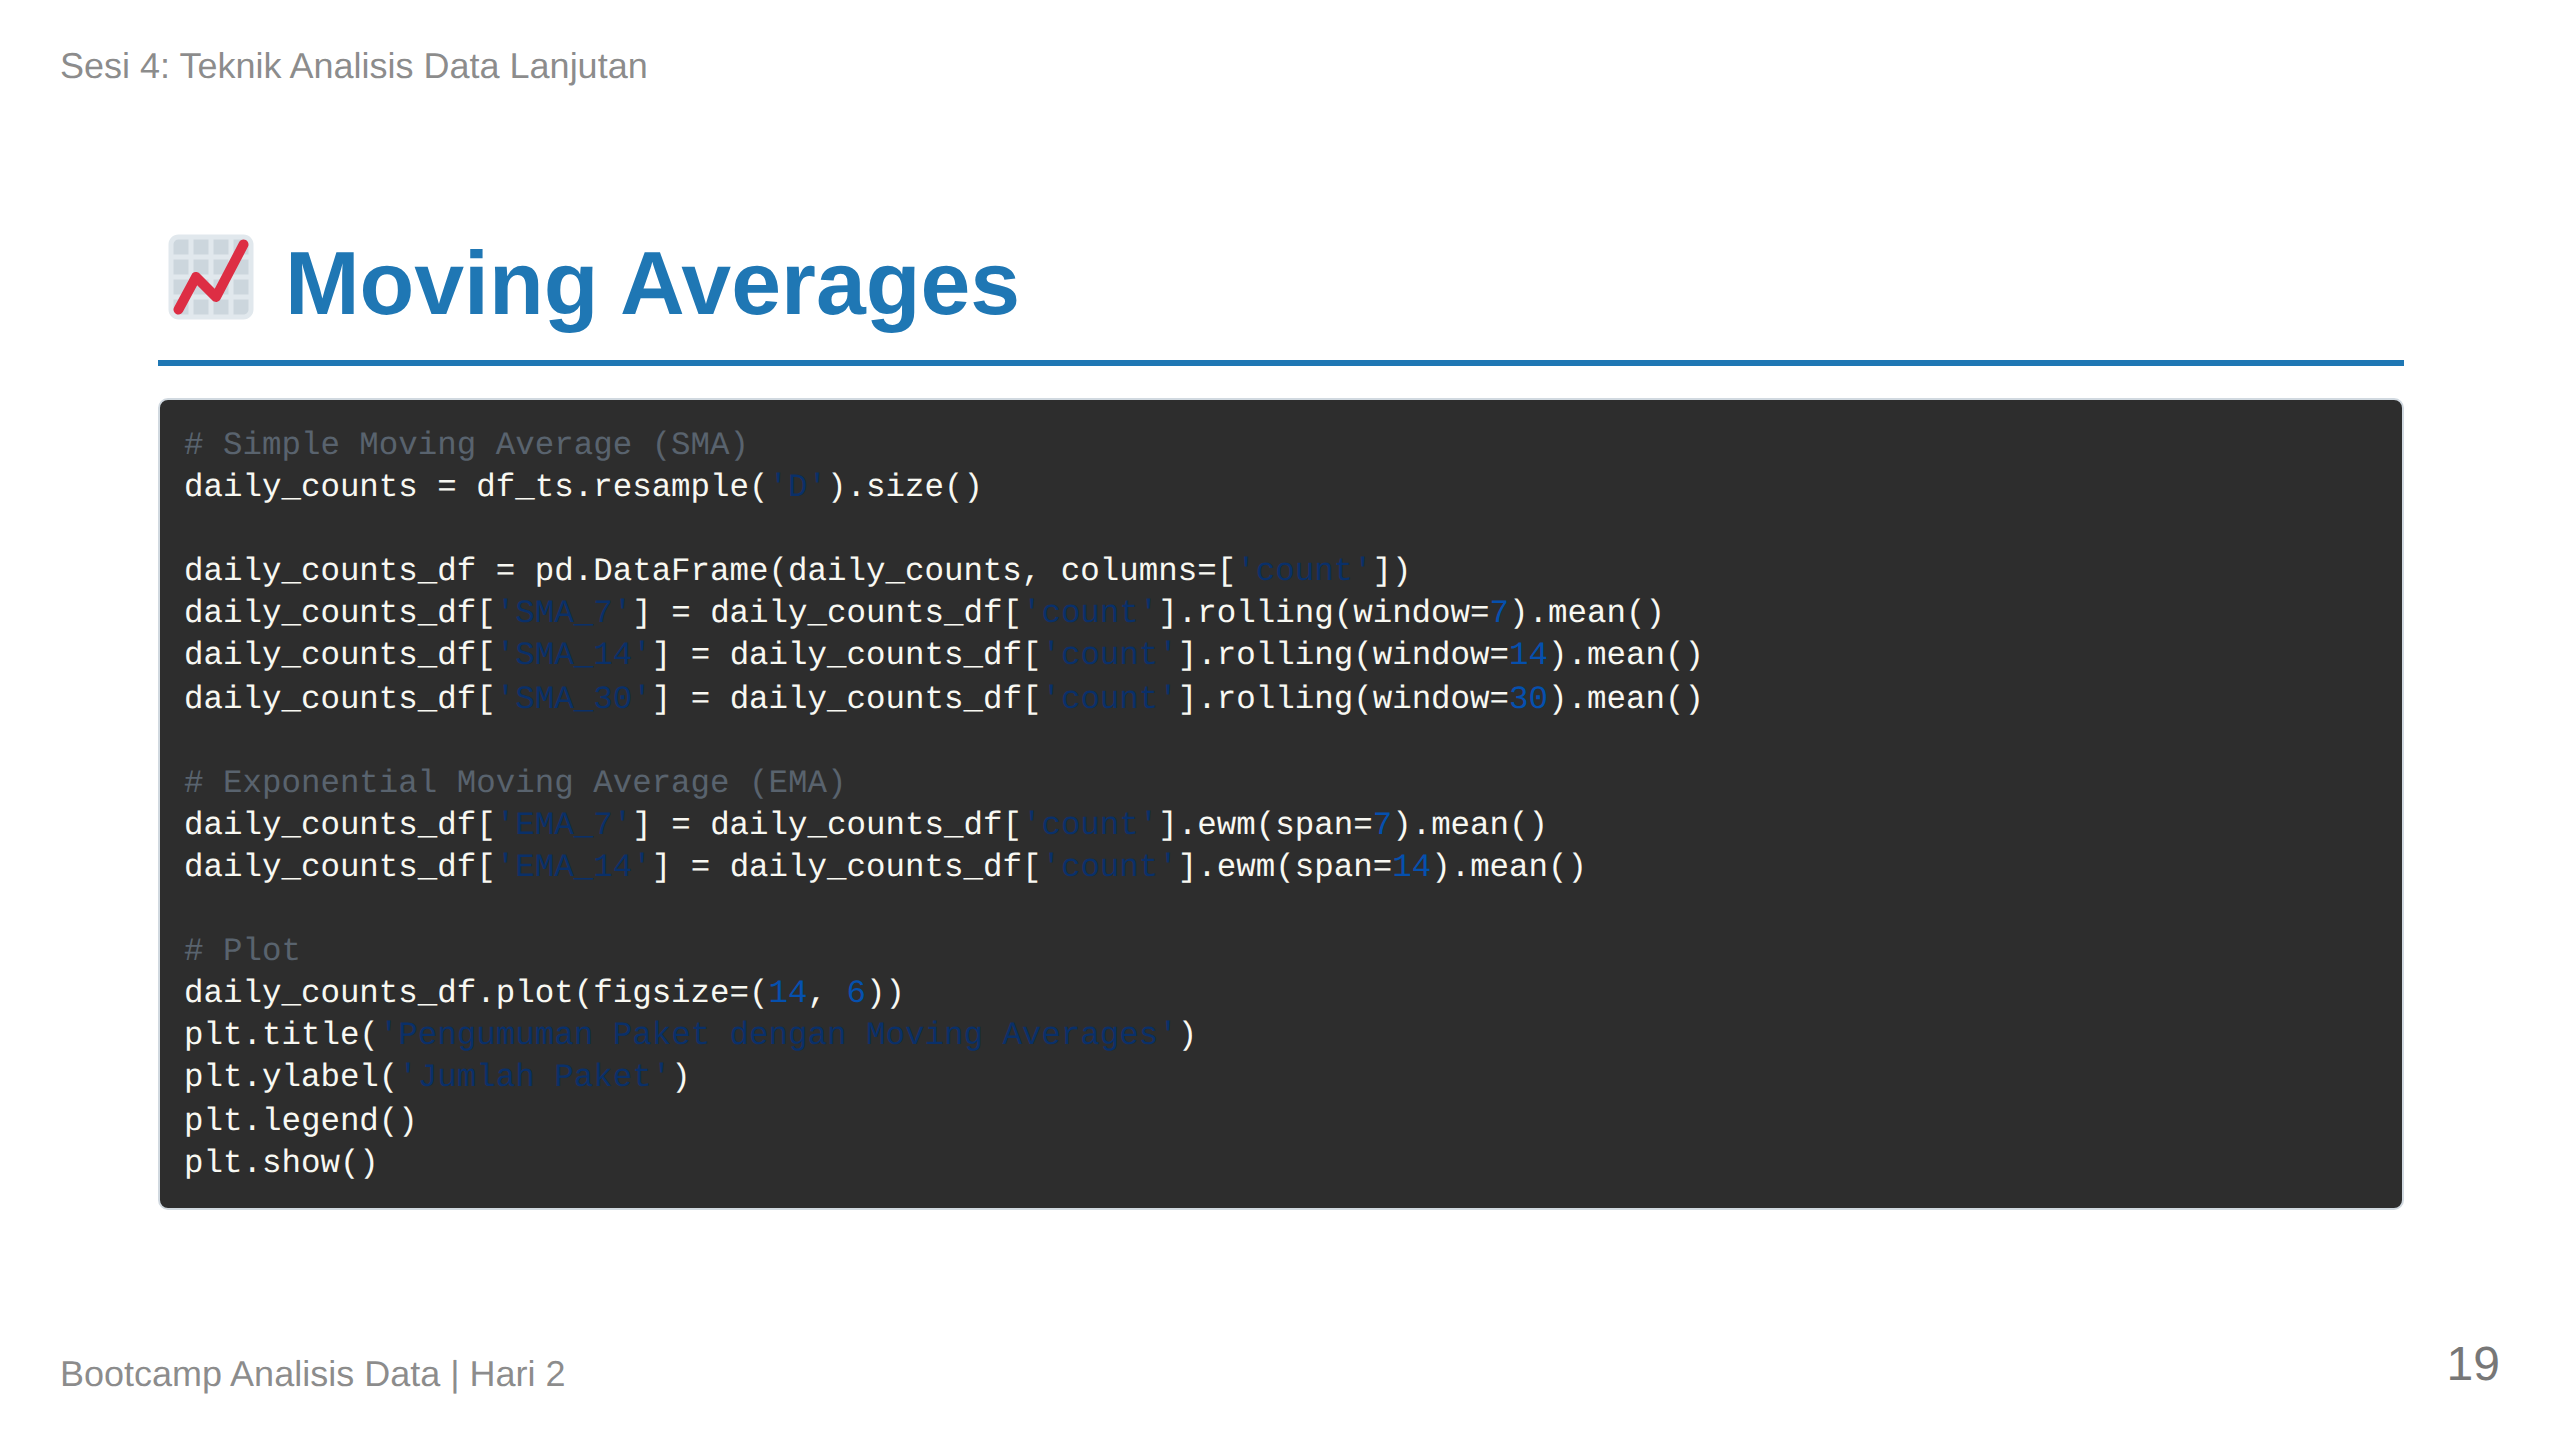 Sesi 4: Teknik Analisis Data Lanjutan
Moving Averages
# Simple Moving Average (SMA)
daily_counts = df_ts.resample('D').size()
daily_counts_df = pd.DataFrame(daily_counts, columns=['count'])
daily_counts_df['SMA_7'] = daily_counts_df['count'].rolling(window=7).mean()
daily_counts_df['SMA_14'] = daily_counts_df['count'].rolling(window=14).mean()
daily_counts_df['SMA_30'] = daily_counts_df['count'].rolling(window=30).mean()
# Exponential Moving Average (EMA)
daily_counts_df['EMA_7'] = daily_counts_df['count'].ewm(span=7).mean()
daily_counts_df['EMA_14'] = daily_counts_df['count'].ewm(span=14).mean()
# Plot
daily_counts_df.plot(figsize=(14, 6))
plt.title('Pengumuman Paket dengan Moving Averages')
plt.ylabel('Jumlah Paket')
plt.legend()
plt.show()
Bootcamp Analisis Data | Hari 2
19